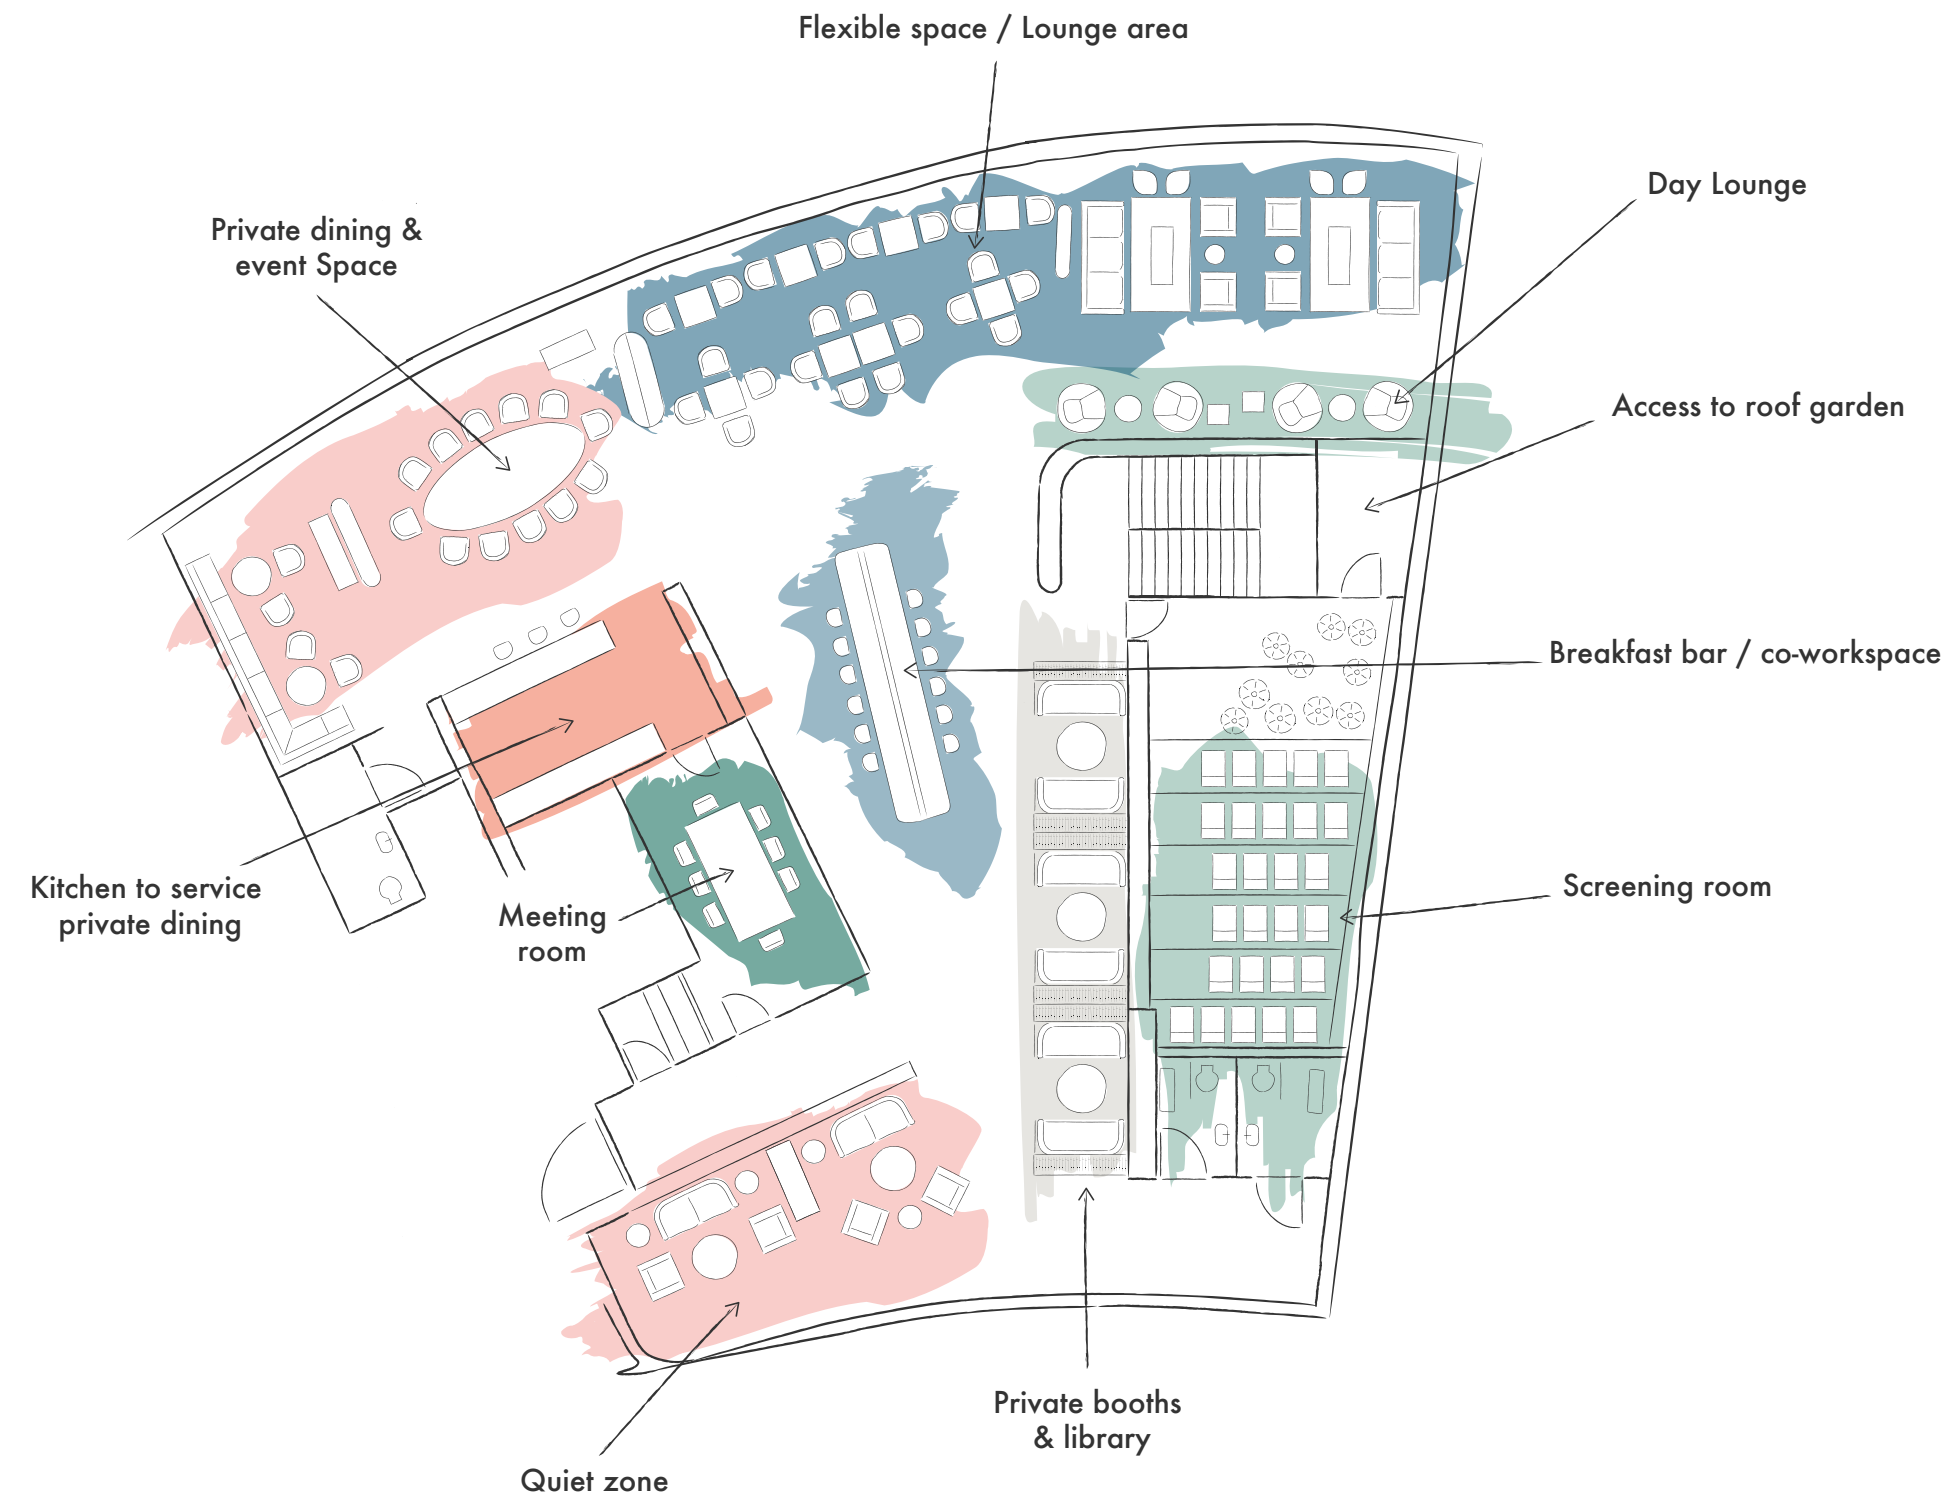 Flexible space / Lounge area
Day Lounge
Private dining &
event Space
Access to roof garden
Breakfast bar / co-workspace
Kitchen to service
private dining
Meeting
room
Screening room
Private booths
& library
Quiet zone